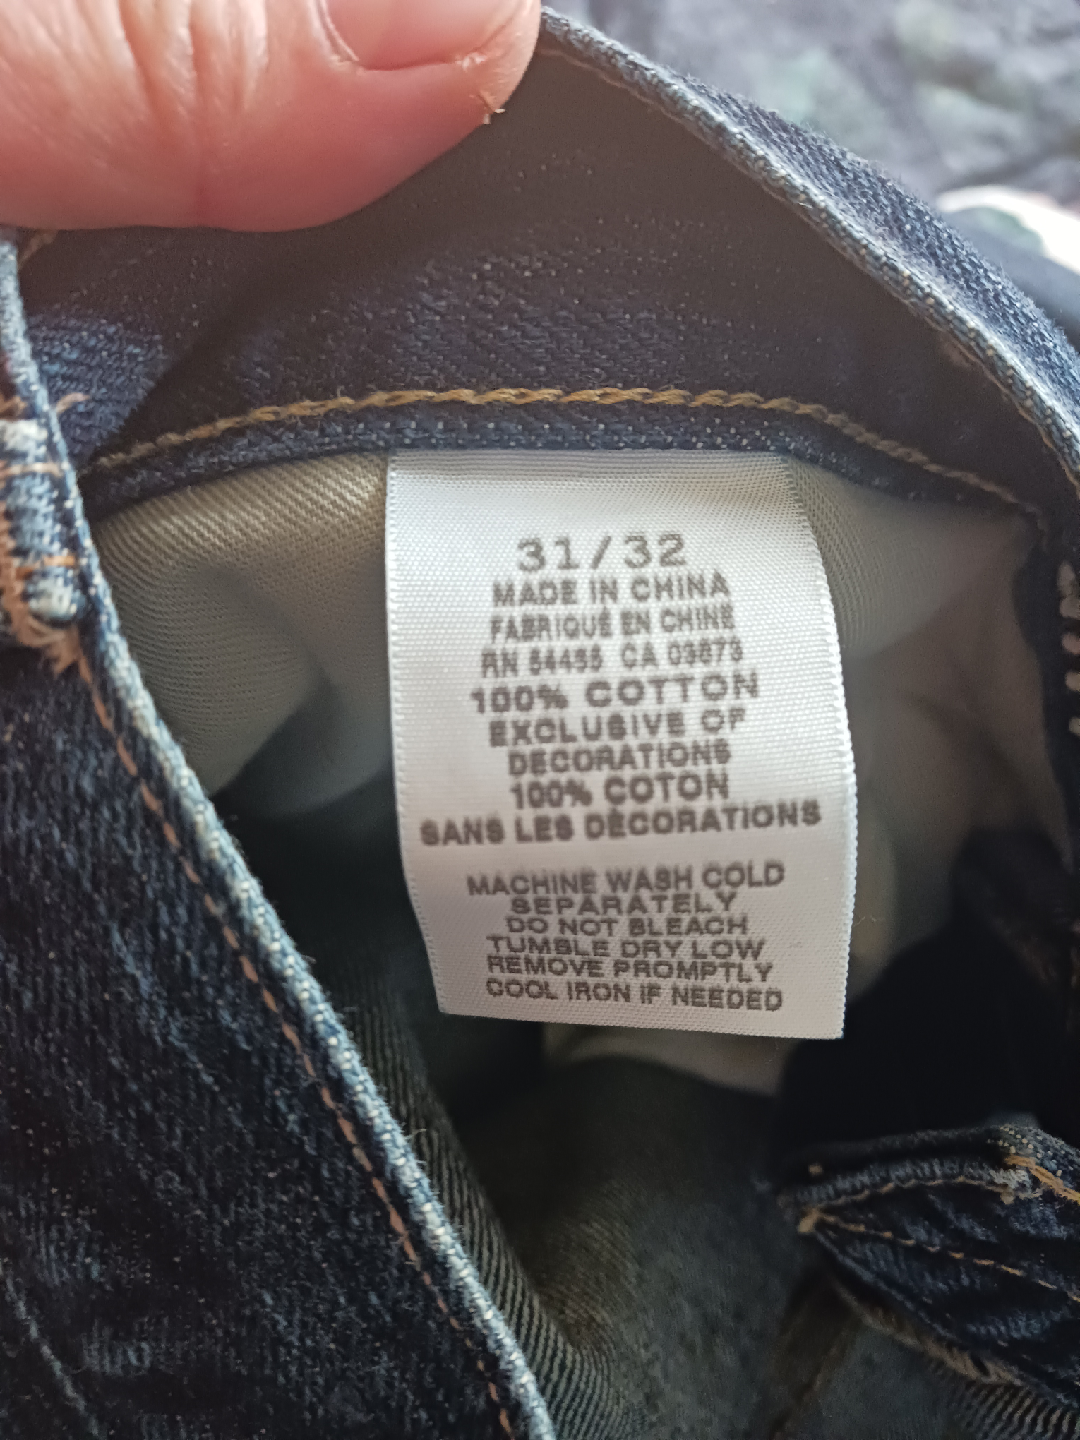 31/32
MADE IN CHINA
FABRIQUÉ EN CHINE
RN 54455 CA 03873
100% COTTON
EXCLUSIVE OF
DECORATIONS
100% COTON
SANS LES DÉCORATIONS
MACHINE WASH COLD
SEPARATELY
DO NOT BLEACH
TUMBLE DRY LOW
REMOVE PROMPTLY
COOL IRON IF NEEDED